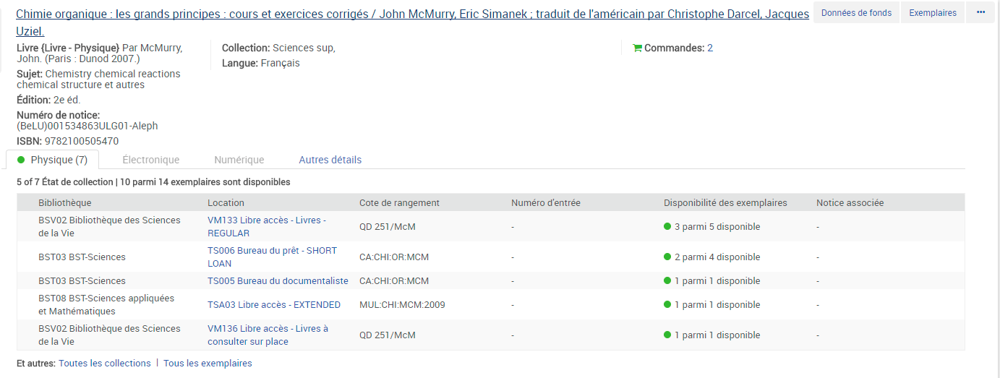 Chimie organique : les grands principes : cours et exercices corrigés / John McMurry, Eric Simanek ; traduit de l'américain par Christophe Darcel, Jacques
Uziel.
Données de fonds
Exemplaires
•••
Livre {Livre - Physique} Par McMurry,
John. (Paris : Dunod 2007.)
Sujet: Chemistry chemical reactions
chemical structure et autres
Édition: 2e éd.
Numéro de notice:
(BeLU)001534863ULG01-Aleph
ISBN: 9782100505470
Collection: Sciences sup,
Langue: Français
Commandes: 2
Physique (7)
Électronique
Numérique
Autres détails
5 of 7 État de collection | 10 parmi 14 exemplaires sont disponibles
Bibliothèque Location Cote de rangement Numéro d'entrée Disponibilité des exemplaires Notice associée
BSV02 Bibliothèque des Sciences
de la Vie
VM133 Libre accès - Livres -
REGULAR
QD 251/McM - 3 parmi 5 disponible -
BST03 BST-Sciences
TS006 Bureau du prêt - SHORT
LOAN
CA:CHI:OR:MCM - 2 parmi 4 disponible -
BST03 BST-Sciences TS005 Bureau du documentaliste CA:CHI:OR:MCM - 1 parmi 1 disponible -
BST08 BST-Sciences appliquées
et Mathématiques
TSA03 Libre accès - EXTENDED MUL:CHI:MCM:2009 - 1 parmi 1 disponible -
BSV02 Bibliothèque des Sciences
de la Vie
VM136 Libre accès - Livres à
consulter sur place
QD 251/McM - 1 parmi 1 disponible -
Et autres: Toutes les collections | Tous les exemplaires